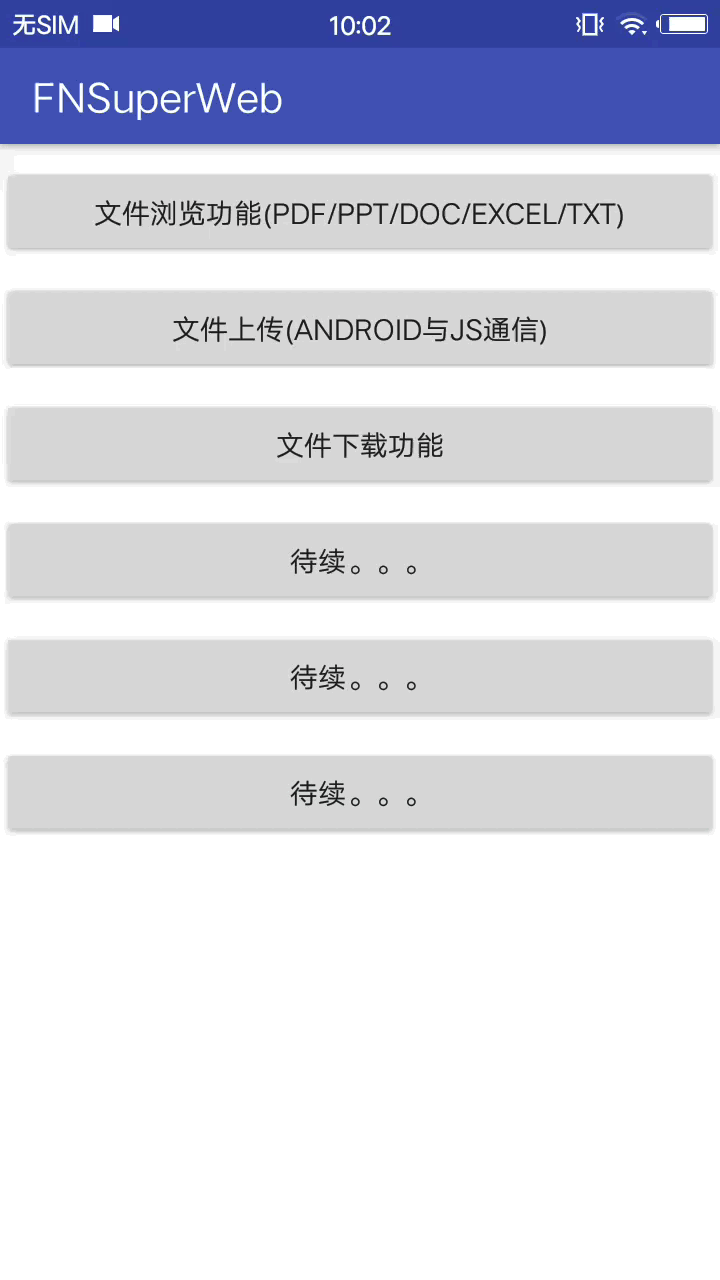 无SIM 10:02
FNSuperWeb
文件浏览功能(PDF/PPT/DOC/EXCEL/TXT)
文件上传(ANDROID与JS通信)
文件下载功能
待续。。。
待续。。。
待续。。。